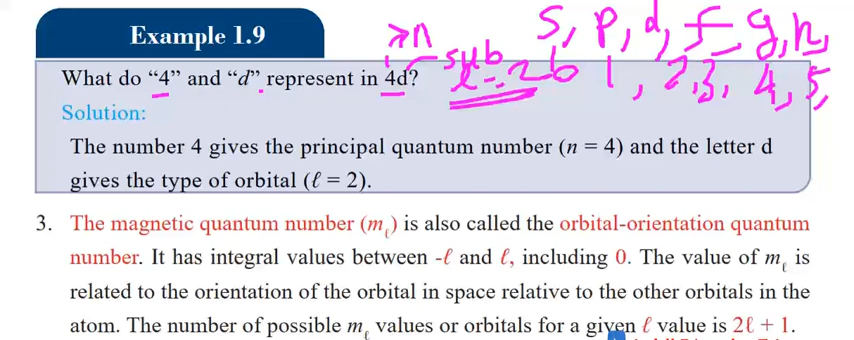 Example 1.9
n s, p, d, f, g, h,
sub
l = 2 0 1, 2, 3, 4, 5,
What do “4” and “d” represent in 4d?
Solution:
The number 4 gives the principal quantum number (n = 4) and the letter d
gives the type of orbital (ℓ = 2).
3. The magnetic quantum number (mℓ) is also called the orbital-orientation quantum
number. It has integral values between -ℓ and ℓ, including 0. The value of mℓ is
related to the orientation of the orbital in space relative to the other orbitals in the
atom. The number of possible mℓ values or orbitals for a given ℓ value is 2ℓ + 1.